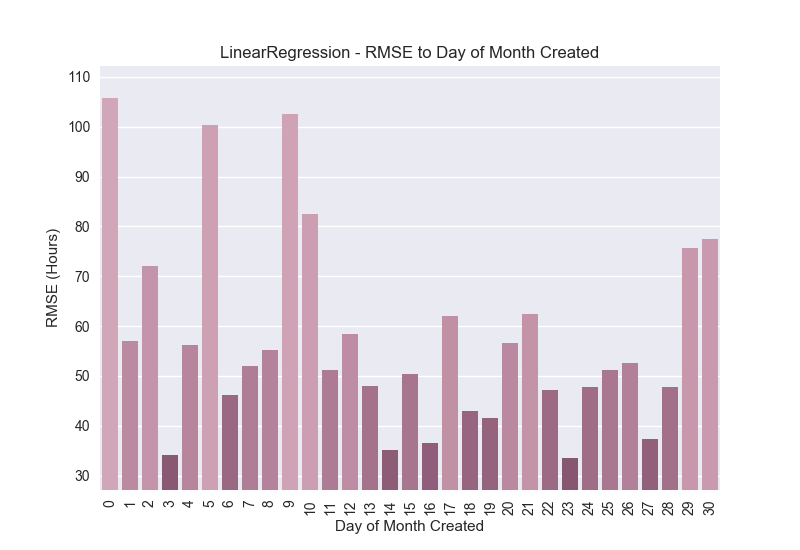 LinearRegression - RMSE to Day of Month Created
110
100
90
80
70
60
50
40
30
RMSE (Hours)
0 1 2 3 4 5 6 7 8 9 10 11 12 13 14 15 16 17 18 19 20 21 22 23 24 25 26 27 28 29 30
Day of Month Created